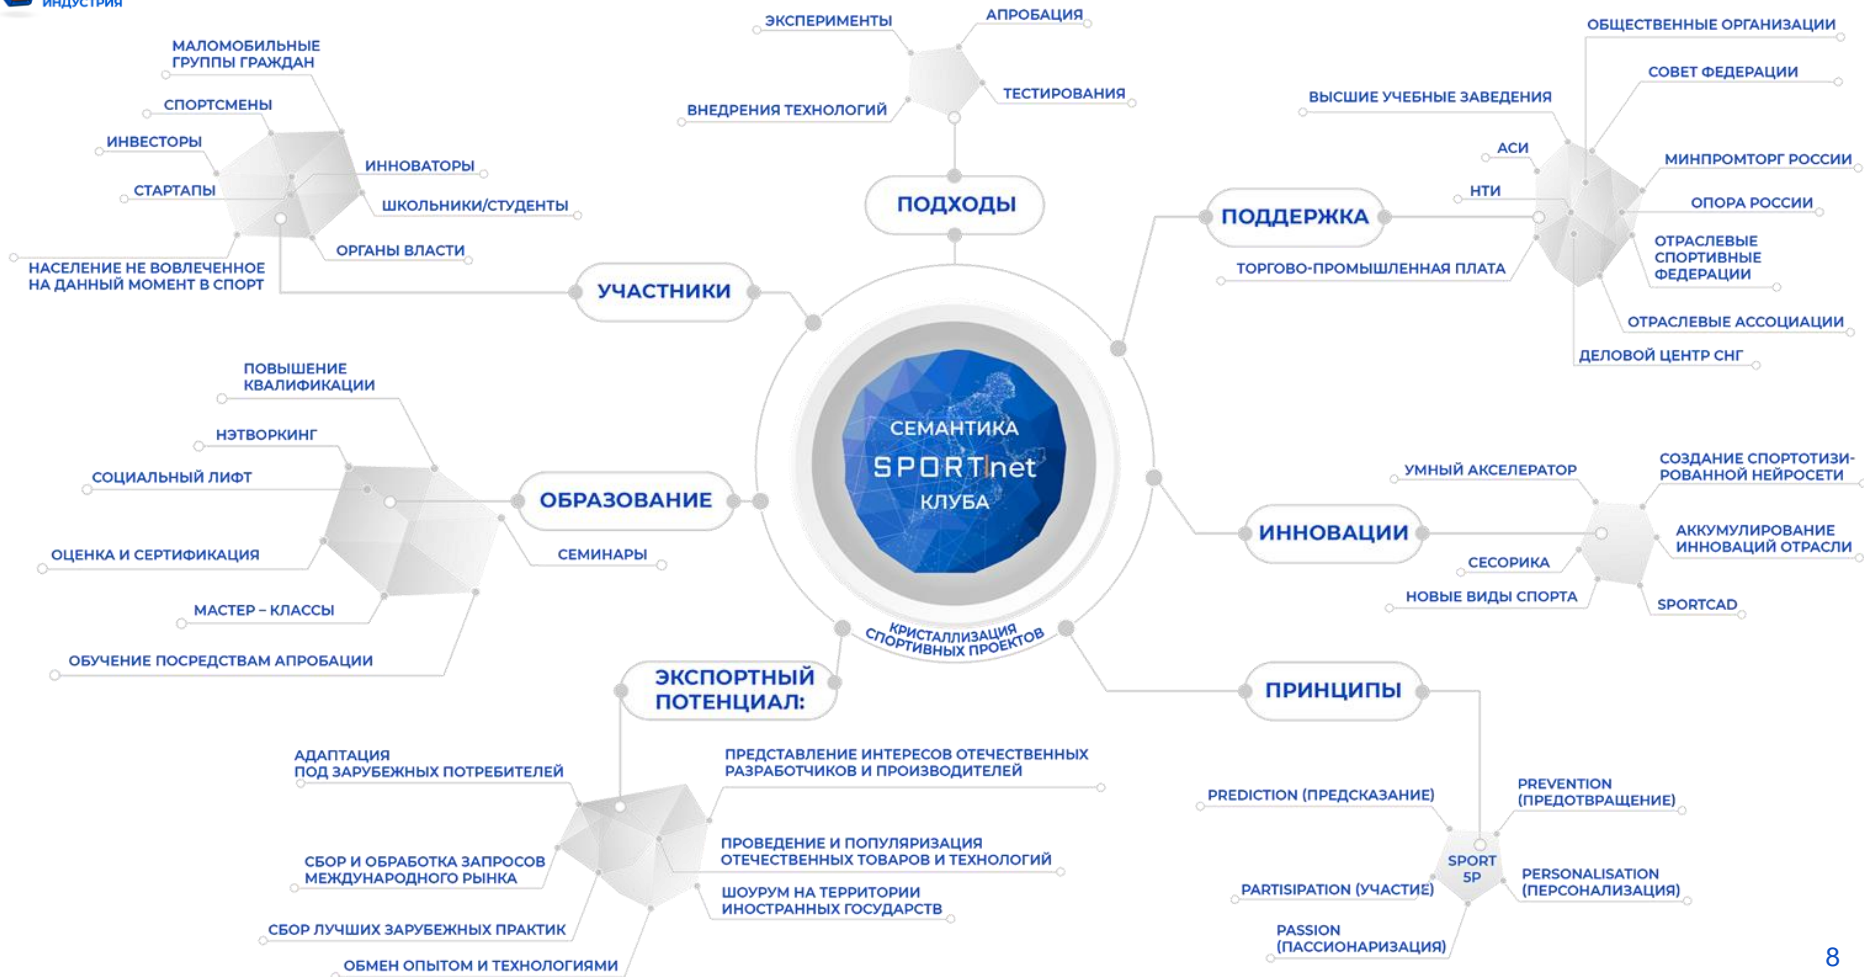 ИНДУСТРИЯ
ЭКСПЕРИМЕНТЫ
АПРОБАЦИЯ
ВНЕДРЕНИЯ ТЕХНОЛОГИЙ
ТЕСТИРОВАНИЯ
ПОДХОДЫ
МАЛОМОБИЛЬНЫЕ
ГРУППЫ ГРАЖДАН
СПОРТСМЕНЫ
ИНВЕСТОРЫ
СТАРТАПЫ
ИННОВАТОРЫ
ШКОЛЬНИКИ/СТУДЕНТЫ
ОРГАНЫ ВЛАСТИ
НАСЕЛЕНИЕ НЕ ВОВЛЕЧЕННОЕ
НА ДАННЫЙ МОМЕНТ В СПОРТ
УЧАСТНИКИ
ОБЩЕСТВЕННЫЕ ОРГАНИЗАЦИИ
СОВЕТ ФЕДЕРАЦИИ
ВЫСШИЕ УЧЕБНЫЕ ЗАВЕДЕНИЯ
АСИ
МИНПРОМТОРГ РОССИИ
НТИ
ОПОРА РОССИИ
ПОДДЕРЖКА
ОТРАСЛЕВЫЕ
СПОРТИВНЫЕ
ФЕДЕРАЦИИ
ТОРГОВО-ПРОМЫШЛЕННАЯ ПЛАТА
ОТРАСЛЕВЫЕ АССОЦИАЦИИ
ДЕЛОВОЙ ЦЕНТР СНГ
ПОВЫШЕНИЕ
КВАЛИФИКАЦИИ
НЭТВОРКИНГ
СОЦИАЛЬНЫЙ ЛИФТ
ОБРАЗОВАНИЕ
ОЦЕНКА И СЕРТИФИКАЦИЯ
СЕМИНАРЫ
МАСТЕР – КЛАССЫ
ОБУЧЕНИЕ ПОСРЕДСТВАМ АПРОБАЦИИ
СЕМАНТИКА
SPORT|net
КЛУБА
КРИСТАЛЛИЗАЦИЯ
СПОРТИВНЫХ ПРОЕКТОВ
УМНЫЙ АКСЕЛЕРАТОР
СОЗДАНИЕ СПОРТОТИЗИ-
РОВАННОЙ НЕЙРОСЕТИ
ИННОВАЦИИ
АККУМУЛИРОВАНИЕ
ИННОВАЦИЙ ОТРАСЛИ
СЕСОРИКА
НОВЫЕ ВИДЫ СПОРТА
SPORTCAD
ЭКСПОРТНЫЙ
ПОТЕНЦИАЛ:
АДАПТАЦИЯ
ПОД ЗАРУБЕЖНЫХ ПОТРЕБИТЕЛЕЙ
ПРЕДСТАВЛЕНИЕ ИНТЕРЕСОВ ОТЕЧЕСТВЕННЫХ
РАЗРАБОТЧИКОВ И ПРОИЗВОДИТЕЛЕЙ
СБОР И ОБРАБОТКА ЗАПРОСОВ
МЕЖДУНАРОДНОГО РЫНКА
ПРОВЕДЕНИЕ И ПОПУЛЯРИЗАЦИЯ
ОТЕЧЕСТВЕННЫХ ТОВАРОВ И ТЕХНОЛОГИЙ
ШОУРУМ НА ТЕРРИТОРИИ
ИНОСТРАННЫХ ГОСУДАРСТВ
СБОР ЛУЧШИХ ЗАРУБЕЖНЫХ ПРАКТИК
ОБМЕН ОПЫТОМ И ТЕХНОЛОГИЯМИ
ПРИНЦИПЫ
PREDICTION (ПРЕДСКАЗАНИЕ)
PREVENTION
(ПРЕДОТВРАЩЕНИЕ)
SPORT
5P
PARTISIPATION (УЧАСТИЕ)
PERSONALISATION
(ПЕРСОНАЛИЗАЦИЯ)
PASSION
(ПАССИОНАРИЗАЦИЯ)
8